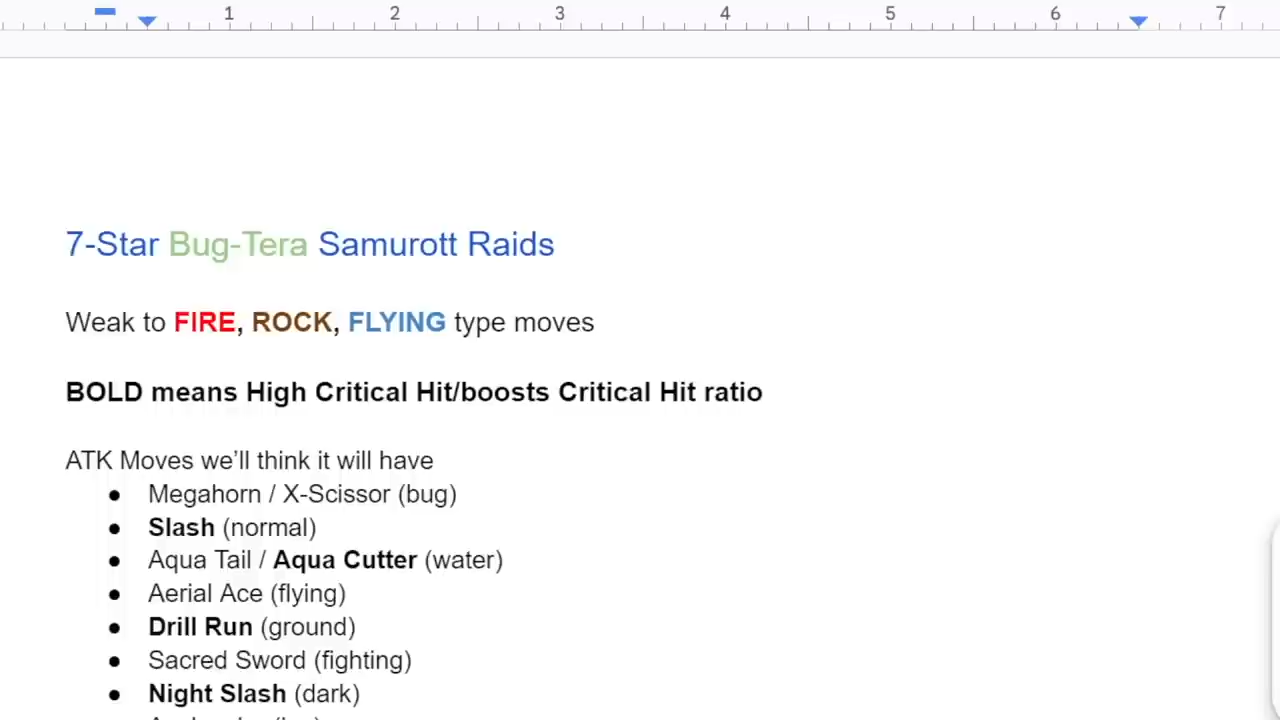 1 2 3 4 5 6 7
7-Star Bug-Tera Samurott Raids
Weak to FIRE, ROCK, FLYING type moves
BOLD means High Critical Hit/boosts Critical Hit ratio
ATK Moves we'll think it will have
● Megahorn / X-Scissor (bug)
● Slash (normal)
● Aqua Tail / Aqua Cutter (water)
● Aerial Ace (flying)
● Drill Run (ground)
● Sacred Sword (fighting)
● Night Slash (dark)